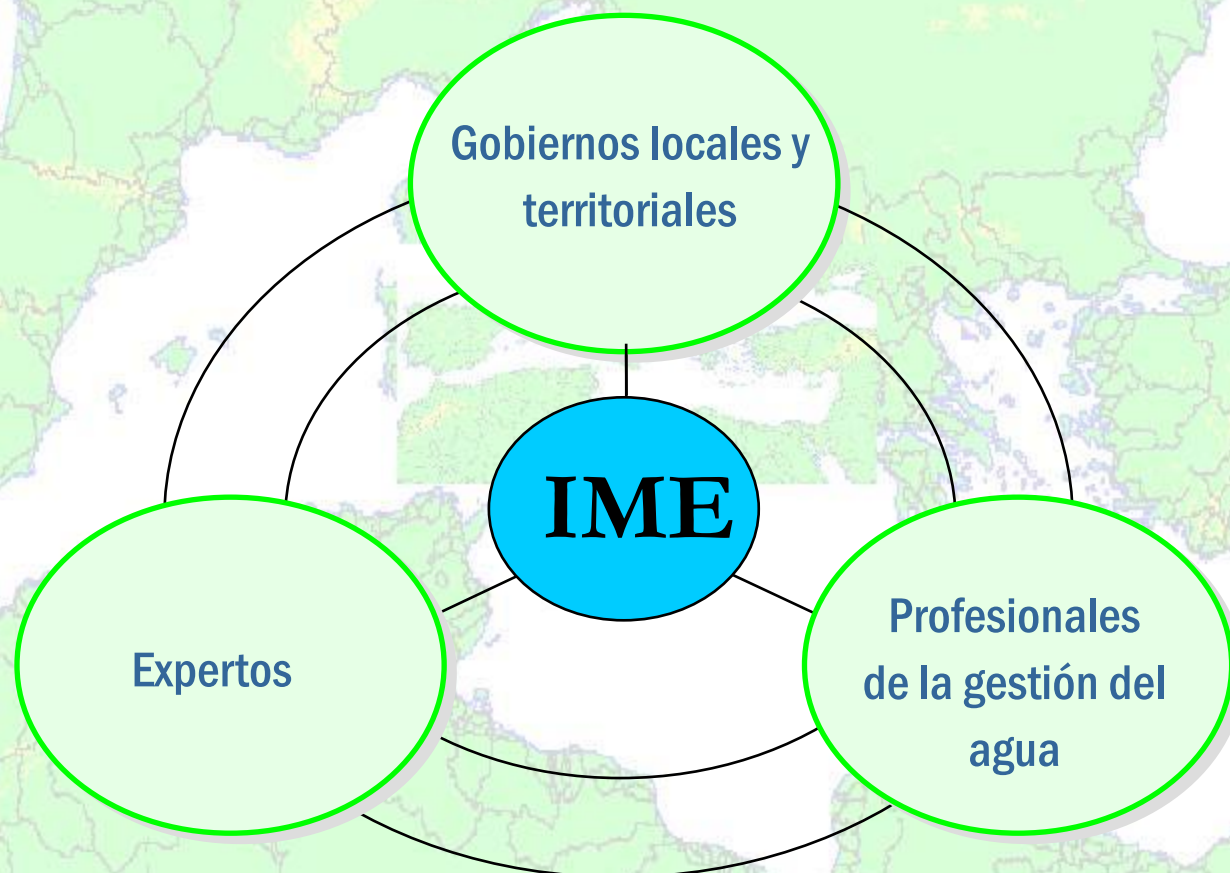 Gobiernos locales y
territoriales
IME
Expertos
Profesionales
de la gestión del
agua